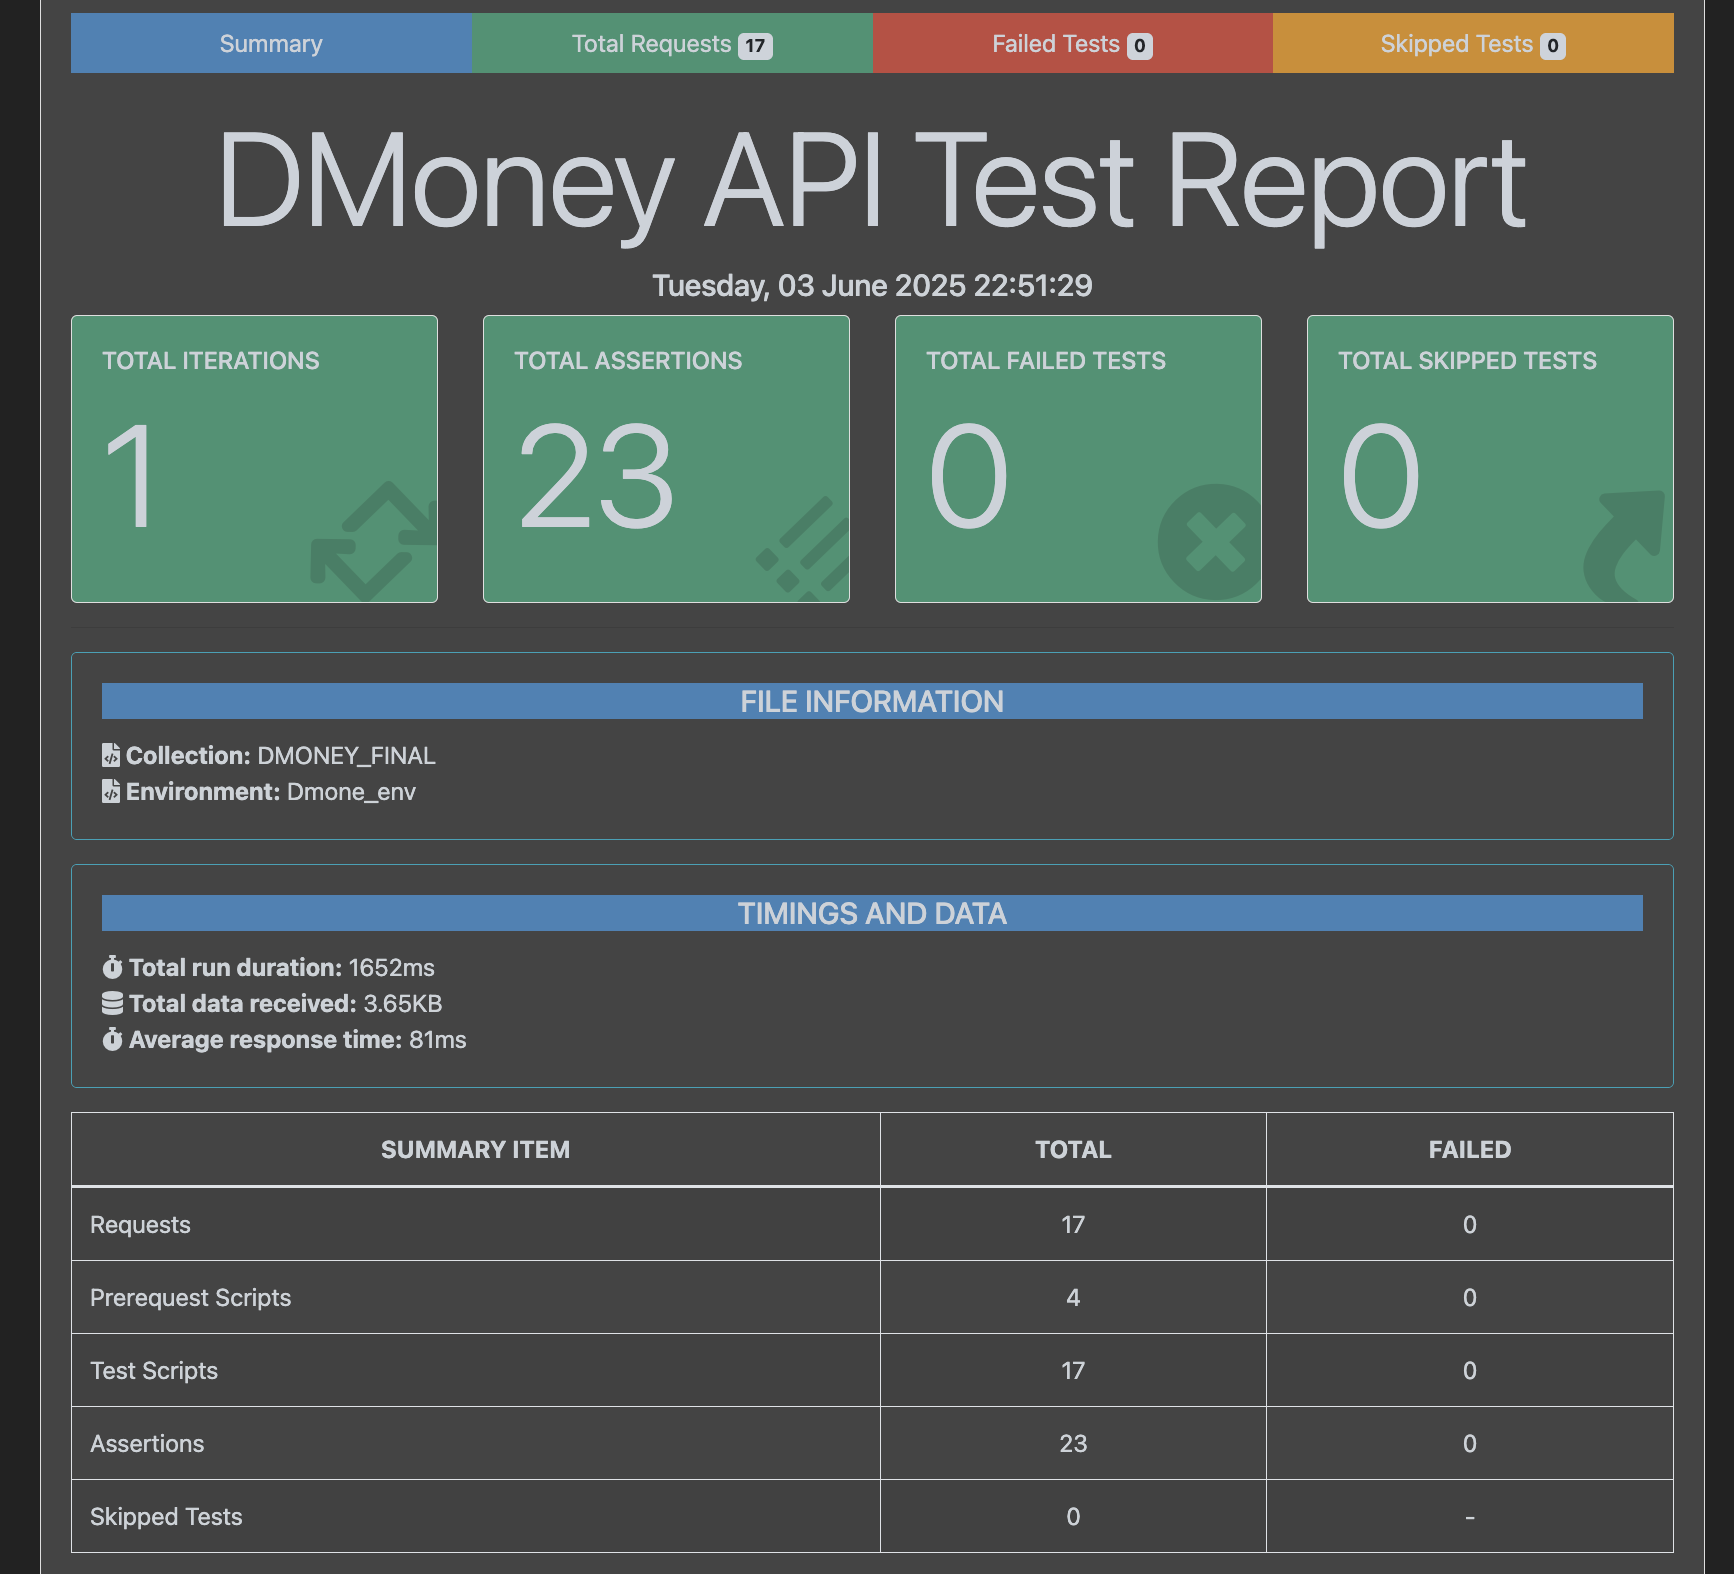 Summary Total Requests 17 Failed Tests 0 Skipped Tests 0
DMoney API Test Report
Tuesday, 03 June 2025 22:51:29
TOTAL ITERATIONS
1
TOTAL ASSERTIONS
23
TOTAL FAILED TESTS
0
TOTAL SKIPPED TESTS
0
FILE INFORMATION
Collection: DMONEY_FINAL
Environment: Dmone_env
TIMINGS AND DATA
Total run duration: 1652ms
Total data received: 3.65KB
Average response time: 81ms
SUMMARY ITEM TOTAL FAILED
Requests 17 0
Prerequest Scripts 4 0
Test Scripts 17 0
Assertions 23 0
Skipped Tests 0 -